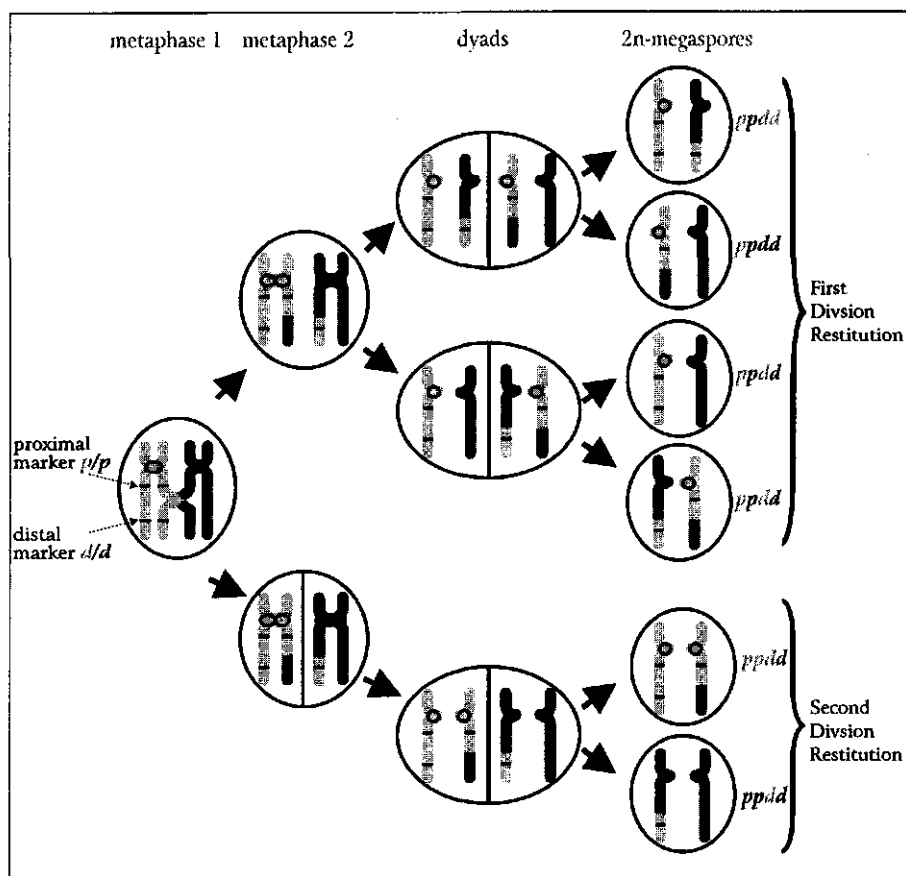 metaphase 1
metaphase 2
dyads
2n-megaspores
ppdd
ppdd
ppdd
ppdd
First
Divsion
Restitution
proximal
marker p/p
distal
marker d/d
ppdd
ppdd
Second
Divsion
Restitution